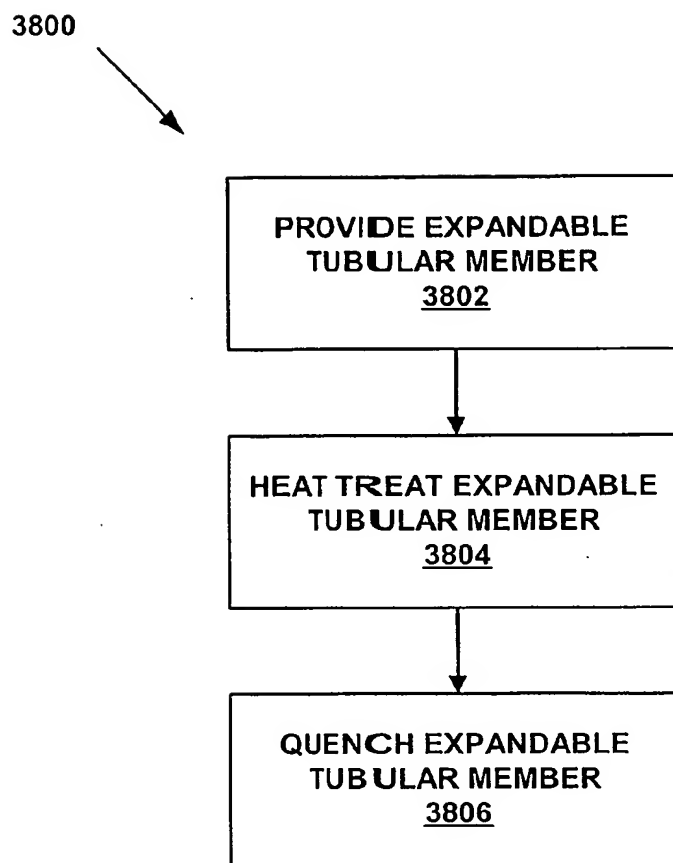 3800
PROVIDE EXPANDABLE
TUBULAR MEMBER
3802
HEAT TREAT EXPANDABLE
TUBULAR MEMBER
3804
QUENCH EXPANDABLE
TUBULAR MEMBER
3806